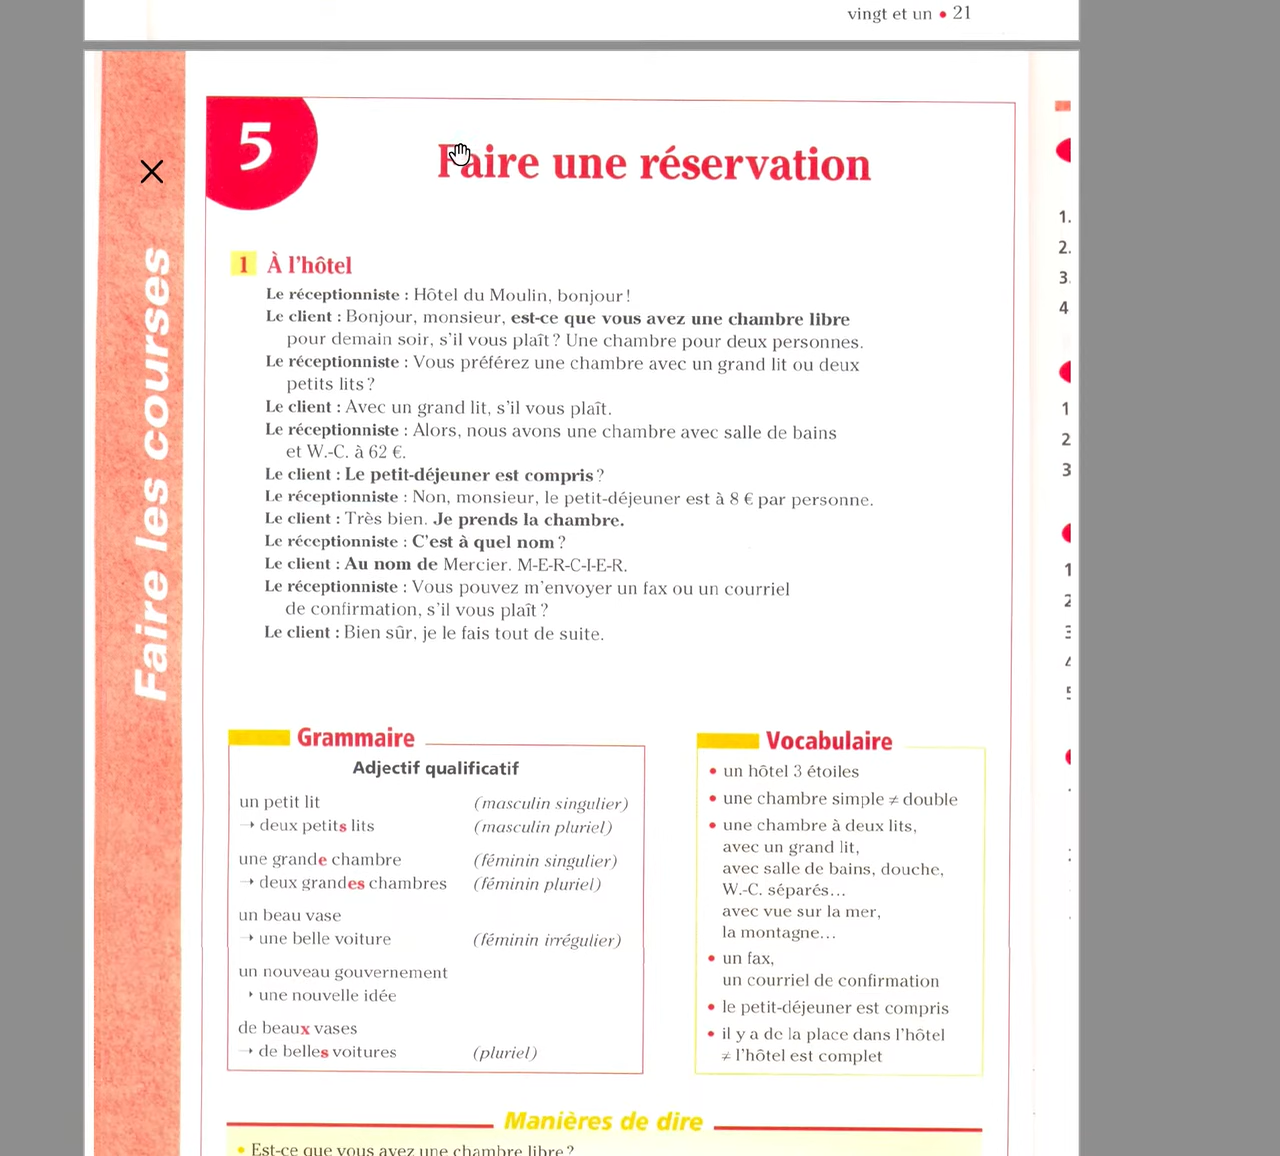 vingt et un • 21
Faire les courses
5
Faire une réservation
1 À l'hôtel
Le réceptionniste : Hôtel du Moulin, bonjour !
Le client : Bonjour, monsieur, est-ce que vous avez une chambre libre
pour demain soir, s'il vous plaît ? Une chambre pour deux personnes.
Le réceptionniste : Vous préférez une chambre avec un grand lit ou deux
petits lits ?
Le client : Avec un grand lit, s'il vous plaît.
Le réceptionniste : Alors, nous avons une chambre avec salle de bains
et W.-C. à 62 €.
Le client : Le petit-déjeuner est compris ?
Le réceptionniste : Non, monsieur, le petit-déjeuner est à 8 € par personne.
Le client : Très bien. Je prends la chambre.
Le réceptionniste : C'est à quel nom ?
Le client : Au nom de Mercier. M-E-R-C-I-E-R.
Le réceptionniste : Vous pouvez m'envoyer un fax ou un courriel
de confirmation, s'il vous plaît ?
Le client : Bien sûr, je le fais tout de suite.
Grammaire
Adjectif qualificatif
un petit lit (masculin singulier)
→ deux petits lits (masculin pluriel)
une grande chambre (féminin singulier)
→ deux grandes chambres (féminin pluriel)
un beau vase
→ une belle voiture (féminin irrégulier)
un nouveau gouvernement
→ une nouvelle idée
de beaux vases
→ de belles voitures (pluriel)
Vocabulaire
• un hôtel 3 étoiles
• une chambre simple ≠ double
• une chambre à deux lits,
avec un grand lit,
avec salle de bains, douche,
W.-C. séparés...
avec vue sur la mer,
la montagne...
• un fax,
un courriel de confirmation
• le petit-déjeuner est compris
• il y a de la place dans l'hôtel
≠ l'hôtel est complet
Manières de dire
• Est-ce que vous avez une chambre libre ?
1.
2.
3.
4
1
2
3
1
2